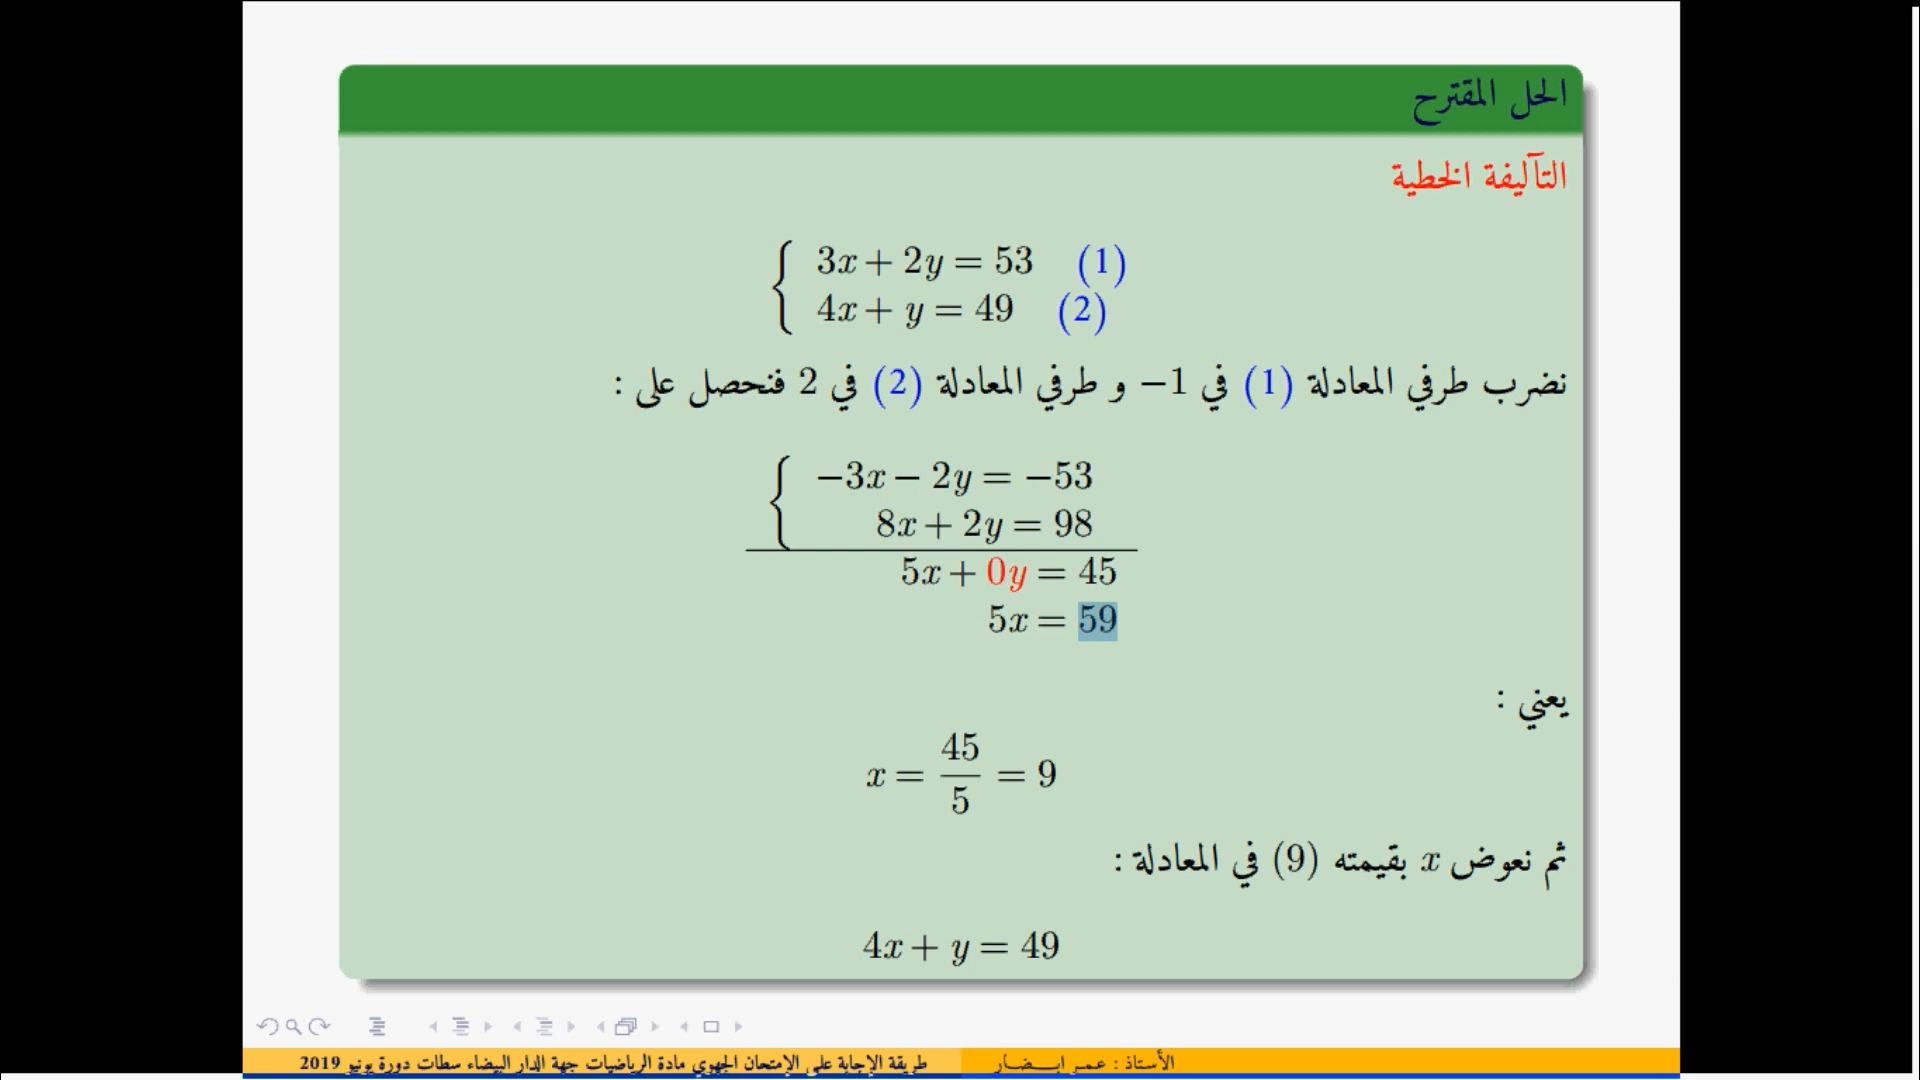 الحل المقترح
التآليفة الخطية
3x + 2y = 53 (1)
4x + y = 49 (2)
نضرب طرفي المعادلة (1) في 1− و طرفي المعادلة (2) في 2 فنحصل على :
−3x − 2y = −53
8x + 2y = 98
5x + 0y = 45
5x = 59
يعني :
x = 45/5 = 9
ثم نعوض x بقيمته (9) في المعادلة :
4x + y = 49
الأستاذ : عمر ابضار طريقة الإجابة على الإمتحان الجهوي مادة الرياضيات جهة الدار البيضاء سطات دورة يونيو 2019